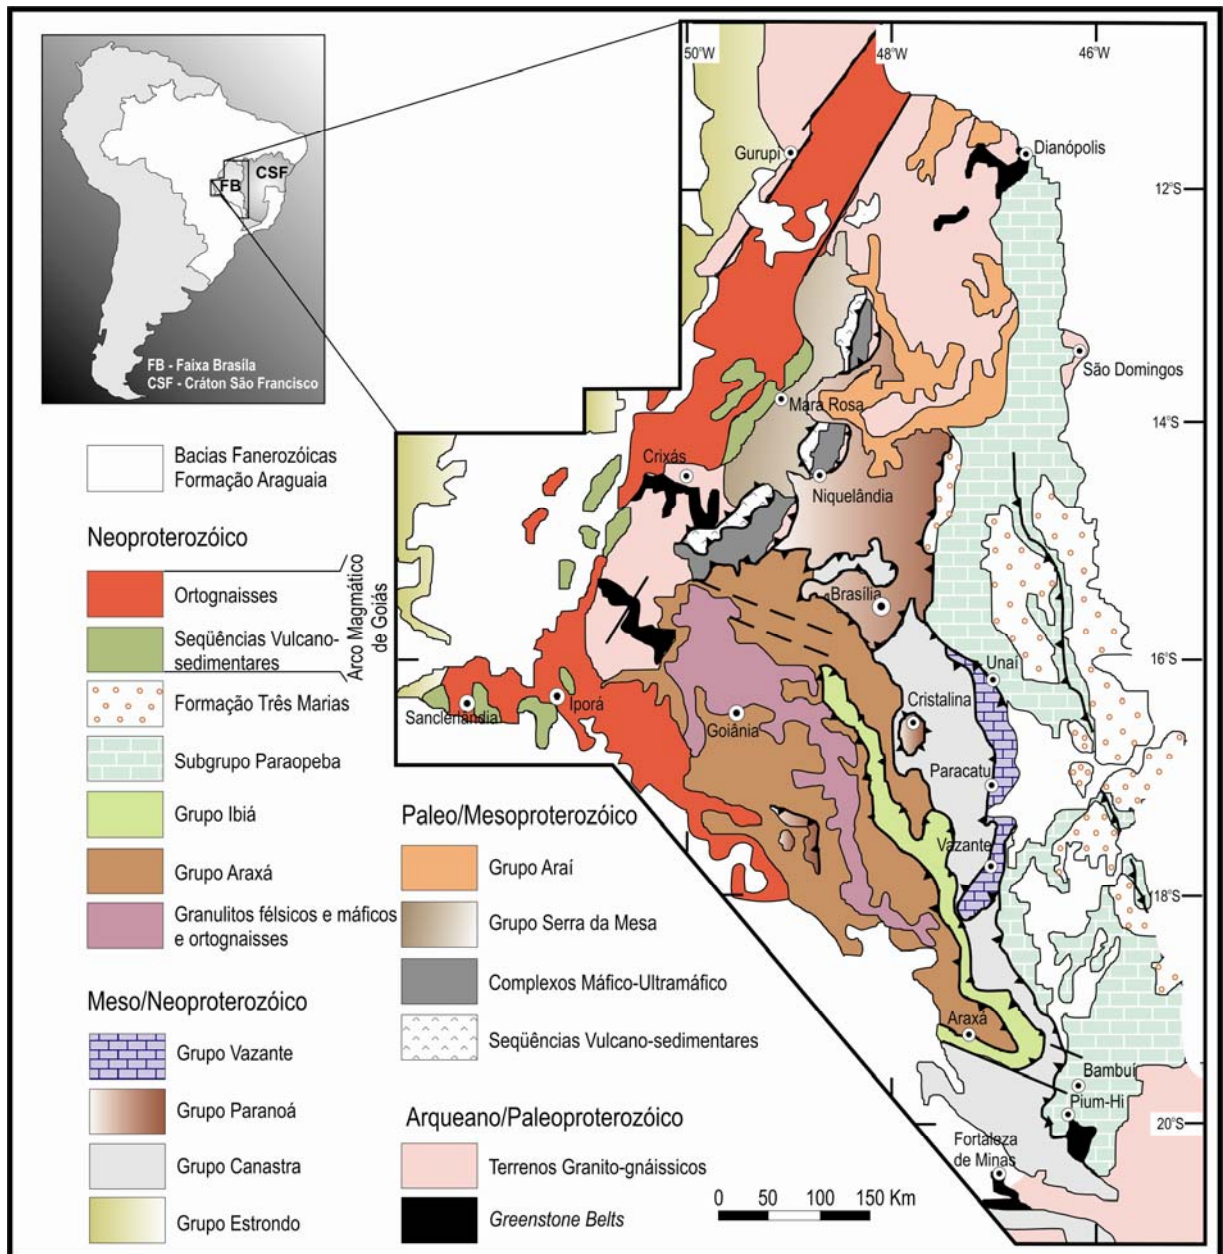 FB
CSF
FB - Faixa Brasíla
CSF - Cráton São Francisco
50°W
48°W
46°W
Gurupi
Dianópolis
12°S
São Domingos
Mara Rosa
14°S
Crixás
Niquelândia
Brasília
16°S
Unaí
Cristalina
Sanclerlândia
Iporá
Goiânia
Paracatu
Vazante
18°S
Araxá
Bambuí
Pium-Hi
20°S
Fortaleza
de Minas
0 50 100 150 Km
Bacias Fanerozóicas
Formação Araguaia
Neoproterozóico
Ortognaisses
Seqüências Vulcano-
sedimentares
Arco Magmático
de Goiás
Formação Três Marias
Subgrupo Paraopeba
Grupo Ibiá
Grupo Araxá
Granulitos félsicos e máficos
e ortognaisses
Meso/Neoproterozóico
Grupo Vazante
Grupo Paranoá
Grupo Canastra
Grupo Estrondo
Paleo/Mesoproterozóico
Grupo Araí
Grupo Serra da Mesa
Complexos Máfico-Ultramáfico
Seqüências Vulcano-sedimentares
Arqueano/Paleoproterozóico
Terrenos Granito-gnáissicos
Greenstone Belts